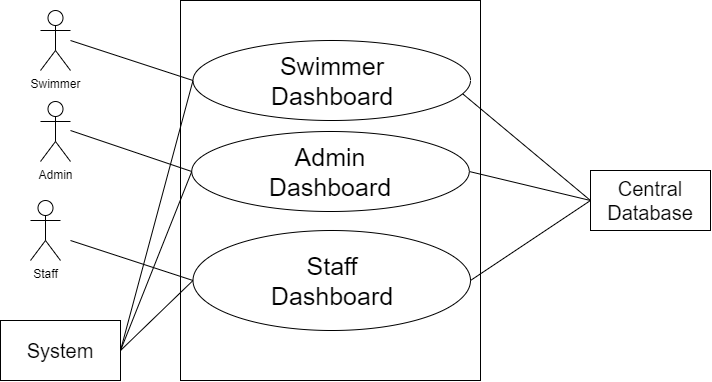 Swimmer
Admin
Staff
System
Swimmer
Dashboard
Admin
Dashboard
Staff
Dashboard
Central
Database